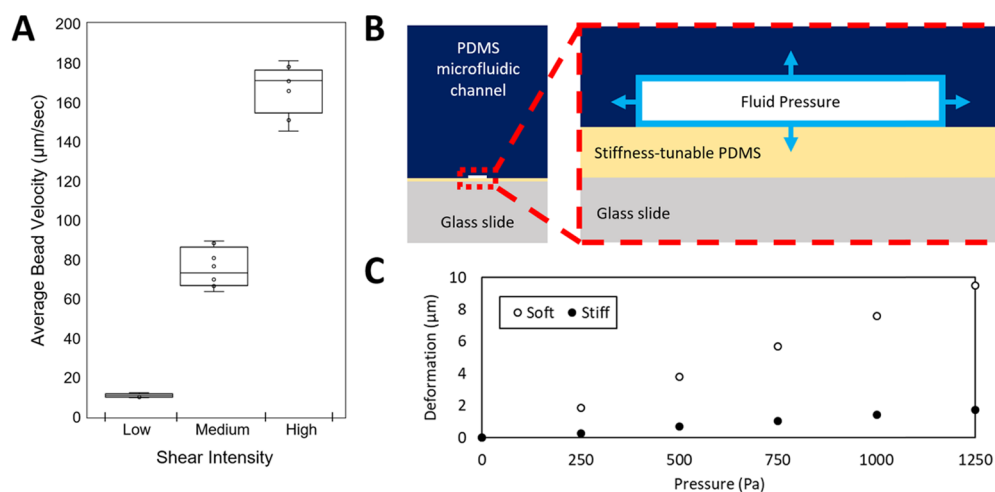 A
Average Bead Velocity (μm/sec)
200
180
160
140
120
100
80
60
40
20
0
Low Medium High
Shear Intensity
B
PDMS
microfluidic
channel
Glass slide
Fluid Pressure
Stiffness-tunable PDMS
Glass slide
C
Deformation (μm)
10
8
6
4
2
0
Soft Stiff
0 250 500 750 1000 1250
Pressure (Pa)